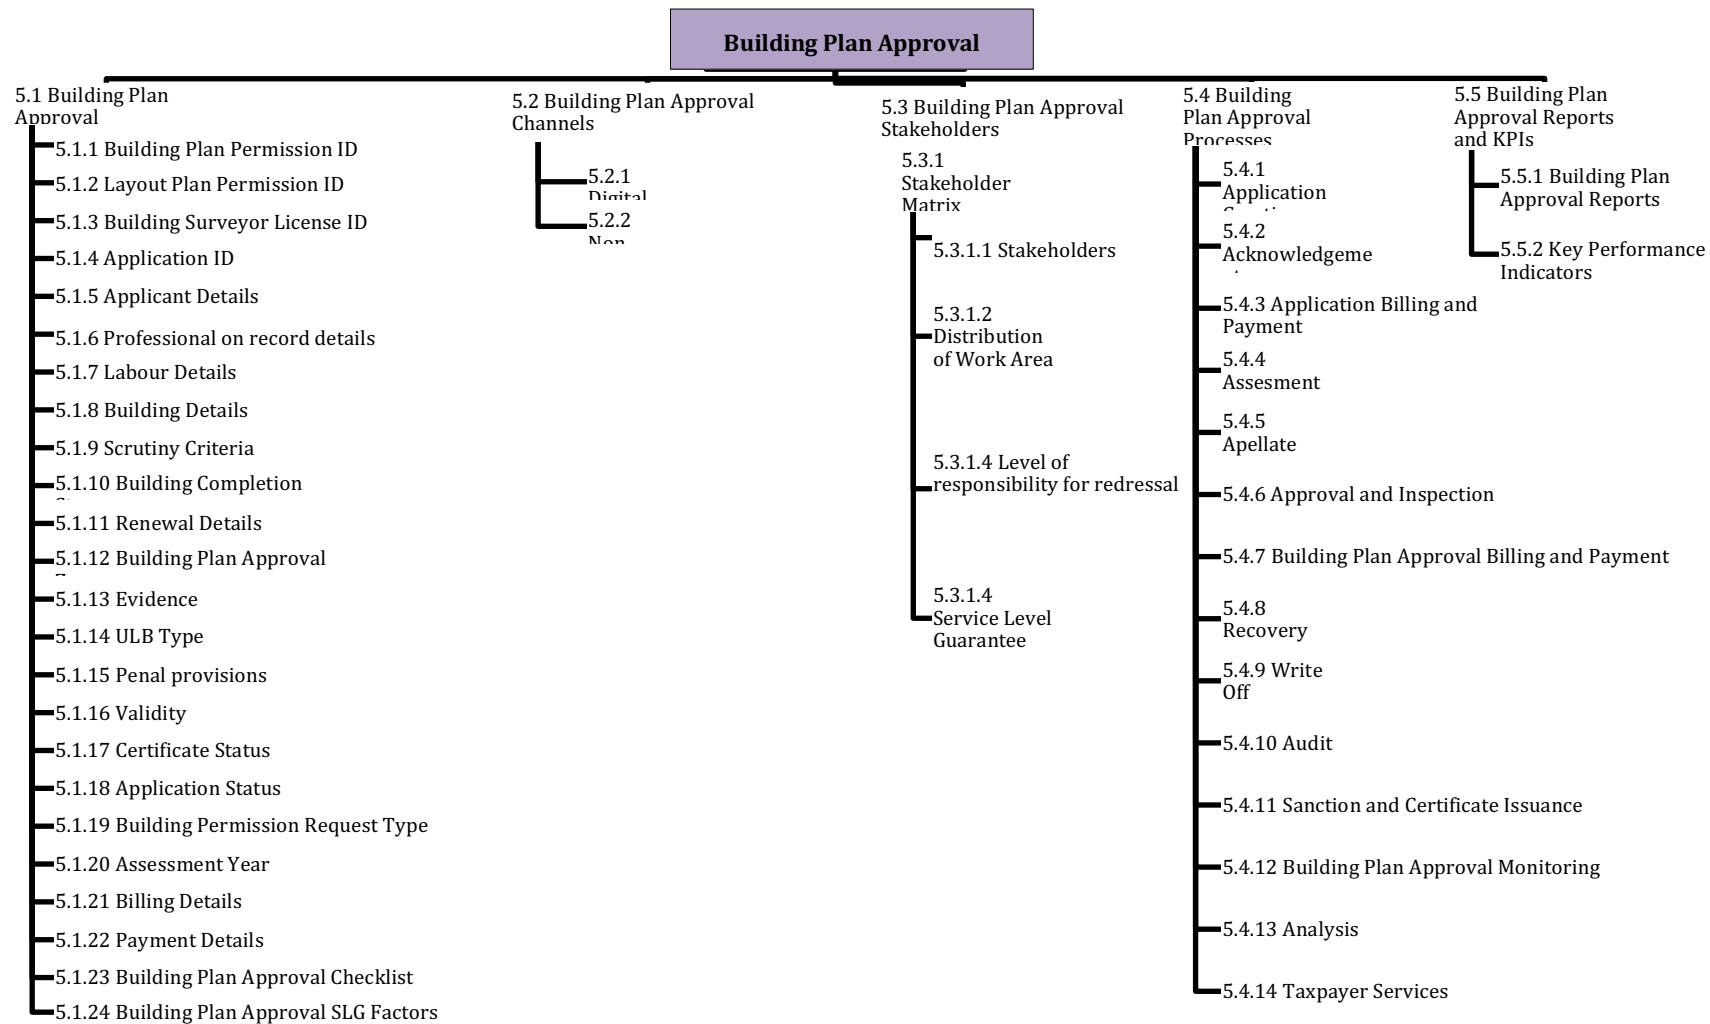 Building Plan Approval
5.1 Building Plan
Approval
5.1.1 Building Plan Permission ID
5.1.2 Layout Plan Permission ID
5.1.3 Building Surveyor License ID
5.1.4 Application ID
5.1.5 Applicant Details
5.1.6 Professional on record details
5.1.7 Labour Details
5.1.8 Building Details
5.1.9 Scrutiny Criteria
5.1.10 Building Completion
5.1.11 Renewal Details
5.1.12 Building Plan Approval
5.1.13 Evidence
5.1.14 ULB Type
5.1.15 Penal provisions
5.1.16 Validity
5.1.17 Certificate Status
5.1.18 Application Status
5.1.19 Building Permission Request Type
5.1.20 Assessment Year
5.1.21 Billing Details
5.1.22 Payment Details
5.1.23 Building Plan Approval Checklist
5.1.24 Building Plan Approval SLG Factors
5.2 Building Plan Approval
Channels
5.2.1
Digital
5.2.2
Non
5.3 Building Plan Approval
Stakeholders
5.3.1
Stakeholder
Matrix
5.3.1.1 Stakeholders
5.3.1.2
Distribution
of Work Area
5.3.1.4 Level of
responsibility for redressal
5.3.1.4
Service Level
Guarantee
5.4 Building
Plan Approval
Processes
5.4.1
Application
5.4.2
Acknowledgeme
5.4.3 Application Billing and
Payment
5.4.4
Assesment
5.4.5
Apellate
5.4.6 Approval and Inspection
5.4.7 Building Plan Approval Billing and Payment
5.4.8
Recovery
5.4.9 Write
Off
5.4.10 Audit
5.4.11 Sanction and Certificate Issuance
5.4.12 Building Plan Approval Monitoring
5.4.13 Analysis
5.4.14 Taxpayer Services
5.5 Building Plan
Approval Reports
and KPIs
5.5.1 Building Plan
Approval Reports
5.5.2 Key Performance
Indicators